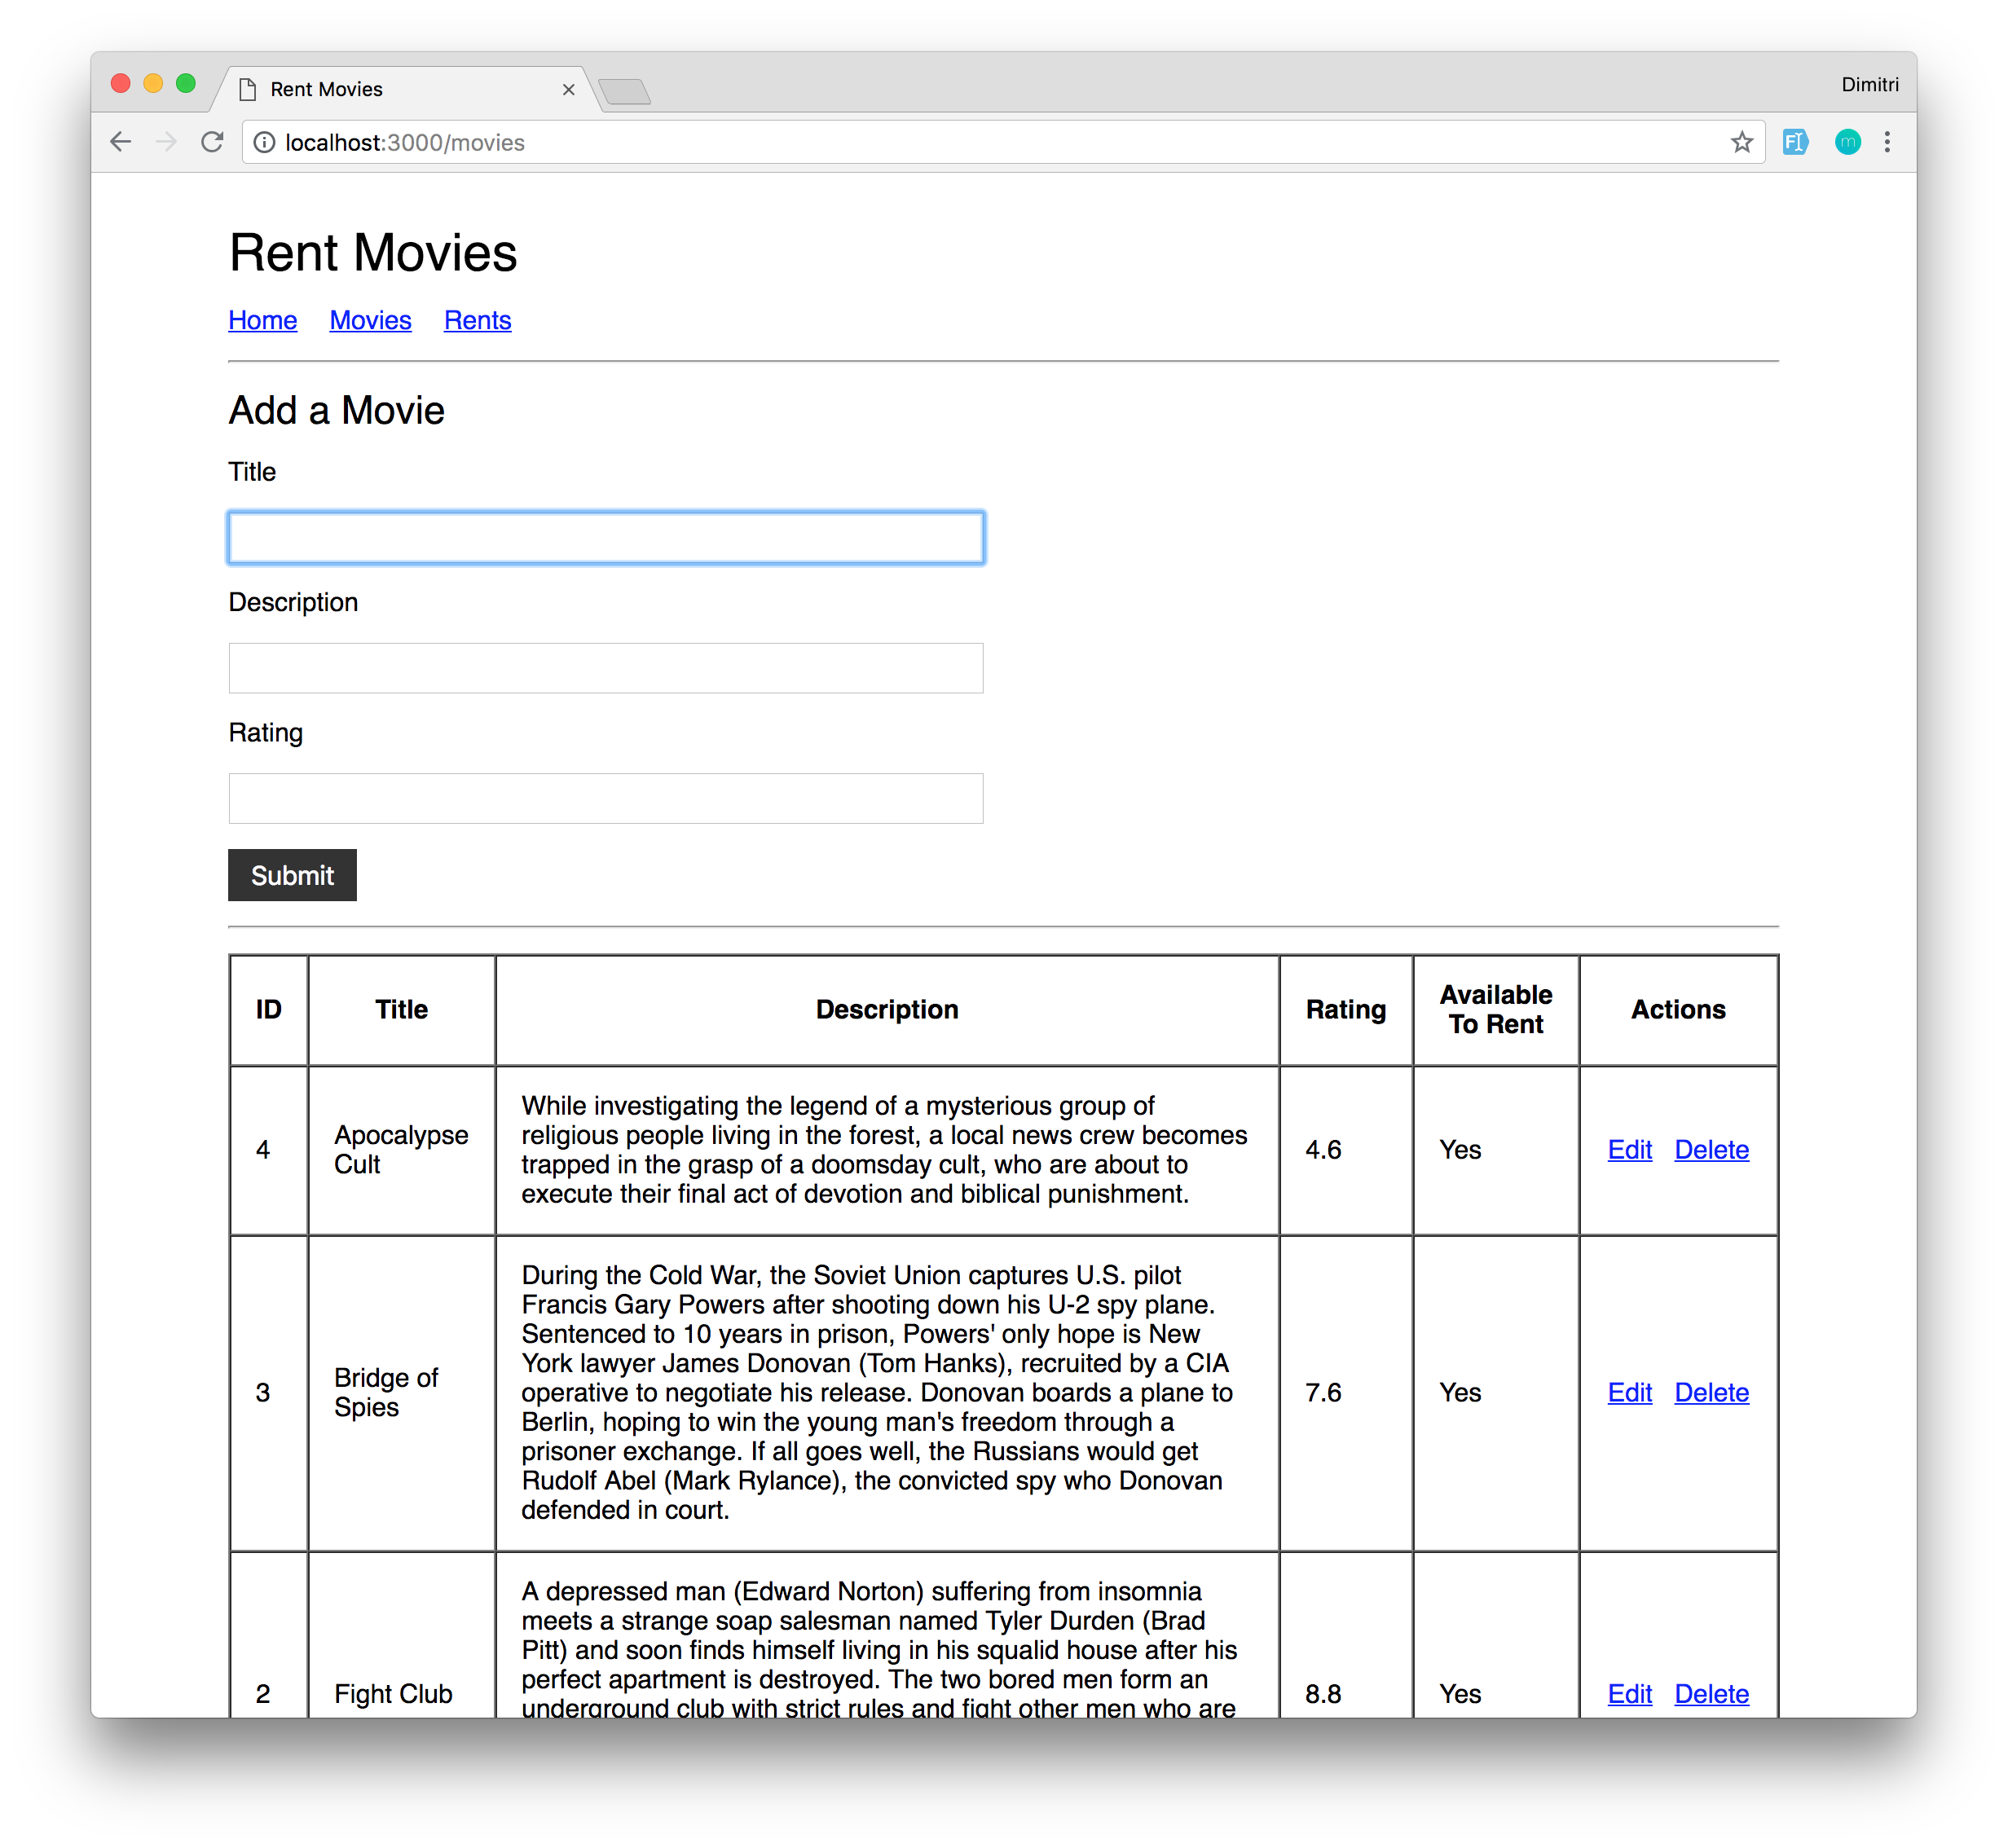 Rent Movies
Dimitri
localhost:3000/movies
Rent Movies
Home Movies Rents
Add a Movie
Title
Description
Rating
Submit
ID Title Description Rating Available To Rent Actions
4
Apocalypse
Cult
While investigating the legend of a mysterious group of
religious people living in the forest, a local news crew becomes
trapped in the grasp of a doomsday cult, who are about to
execute their final act of devotion and biblical punishment.
4.6
Yes
Edit Delete
3
Bridge of
Spies
During the Cold War, the Soviet Union captures U.S. pilot
Francis Gary Powers after shooting down his U-2 spy plane.
Sentenced to 10 years in prison, Powers' only hope is New
York lawyer James Donovan (Tom Hanks), recruited by a CIA
operative to negotiate his release. Donovan boards a plane to
Berlin, hoping to win the young man's freedom through a
prisoner exchange. If all goes well, the Russians would get
Rudolf Abel (Mark Rylance), the convicted spy who Donovan
defended in court.
7.6
Yes
Edit Delete
2
Fight Club
A depressed man (Edward Norton) suffering from insomnia
meets a strange soap salesman named Tyler Durden (Brad
Pitt) and soon finds himself living in his squalid house after his
perfect apartment is destroyed. The two bored men form an
underground club with strict rules and fight other men who are
8.8
Yes
Edit Delete